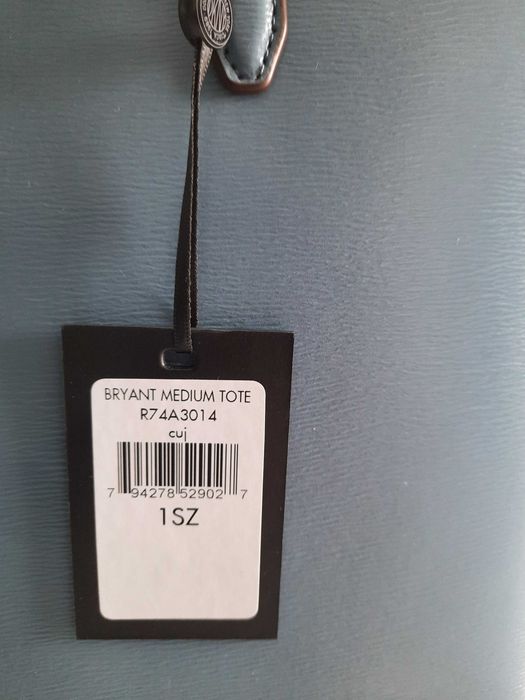 BRYANT MEDIUM TOTE
R74A3014
cuj
7 94278 52902 7
1SZ